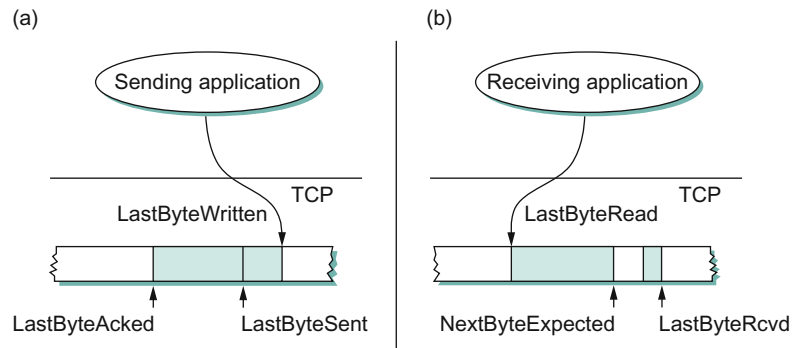 (a)
Sending application
TCP
LastByteWritten
LastByteAcked
LastByteSent
(b)
Receiving application
TCP
LastByteRead
NextByteExpected
LastByteRcvd